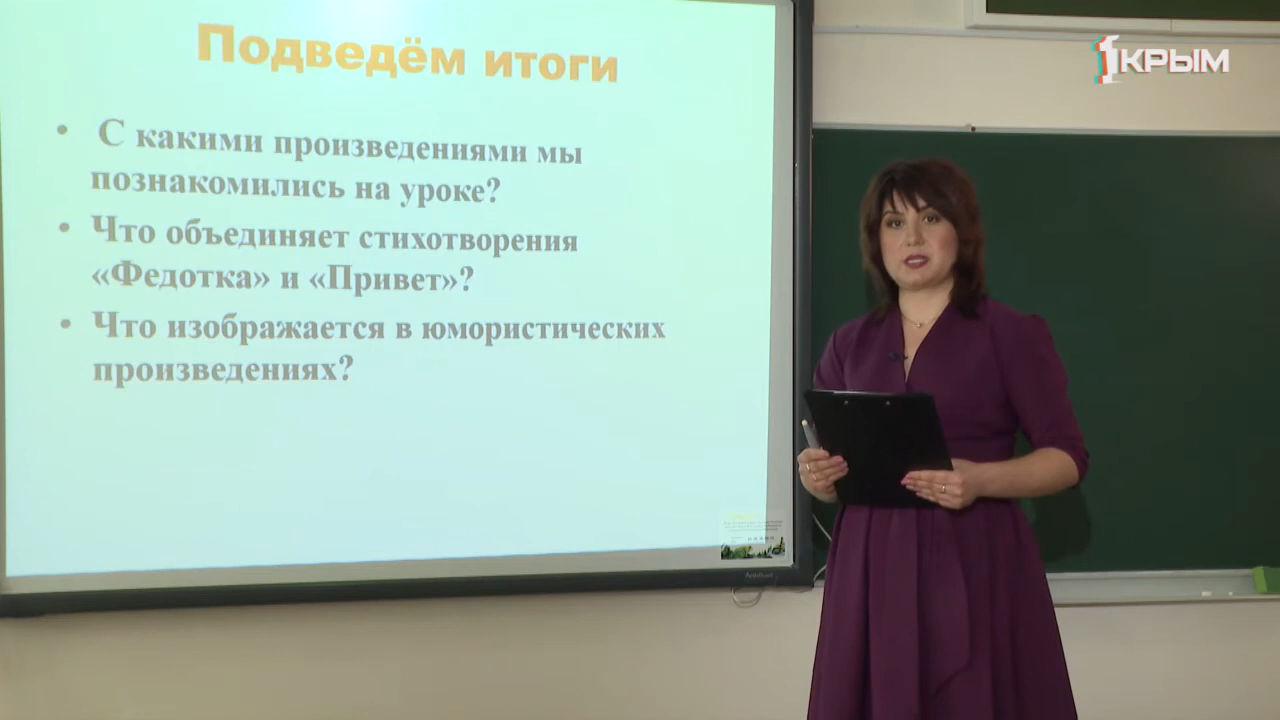 Подведём итоги
1КРЫМ
• С какими произведениями мы
познакомились на уроке?
• Что объединяет стихотворения
«Федотка» и «Привет»?
• Что изображается в юмористических
произведениях?